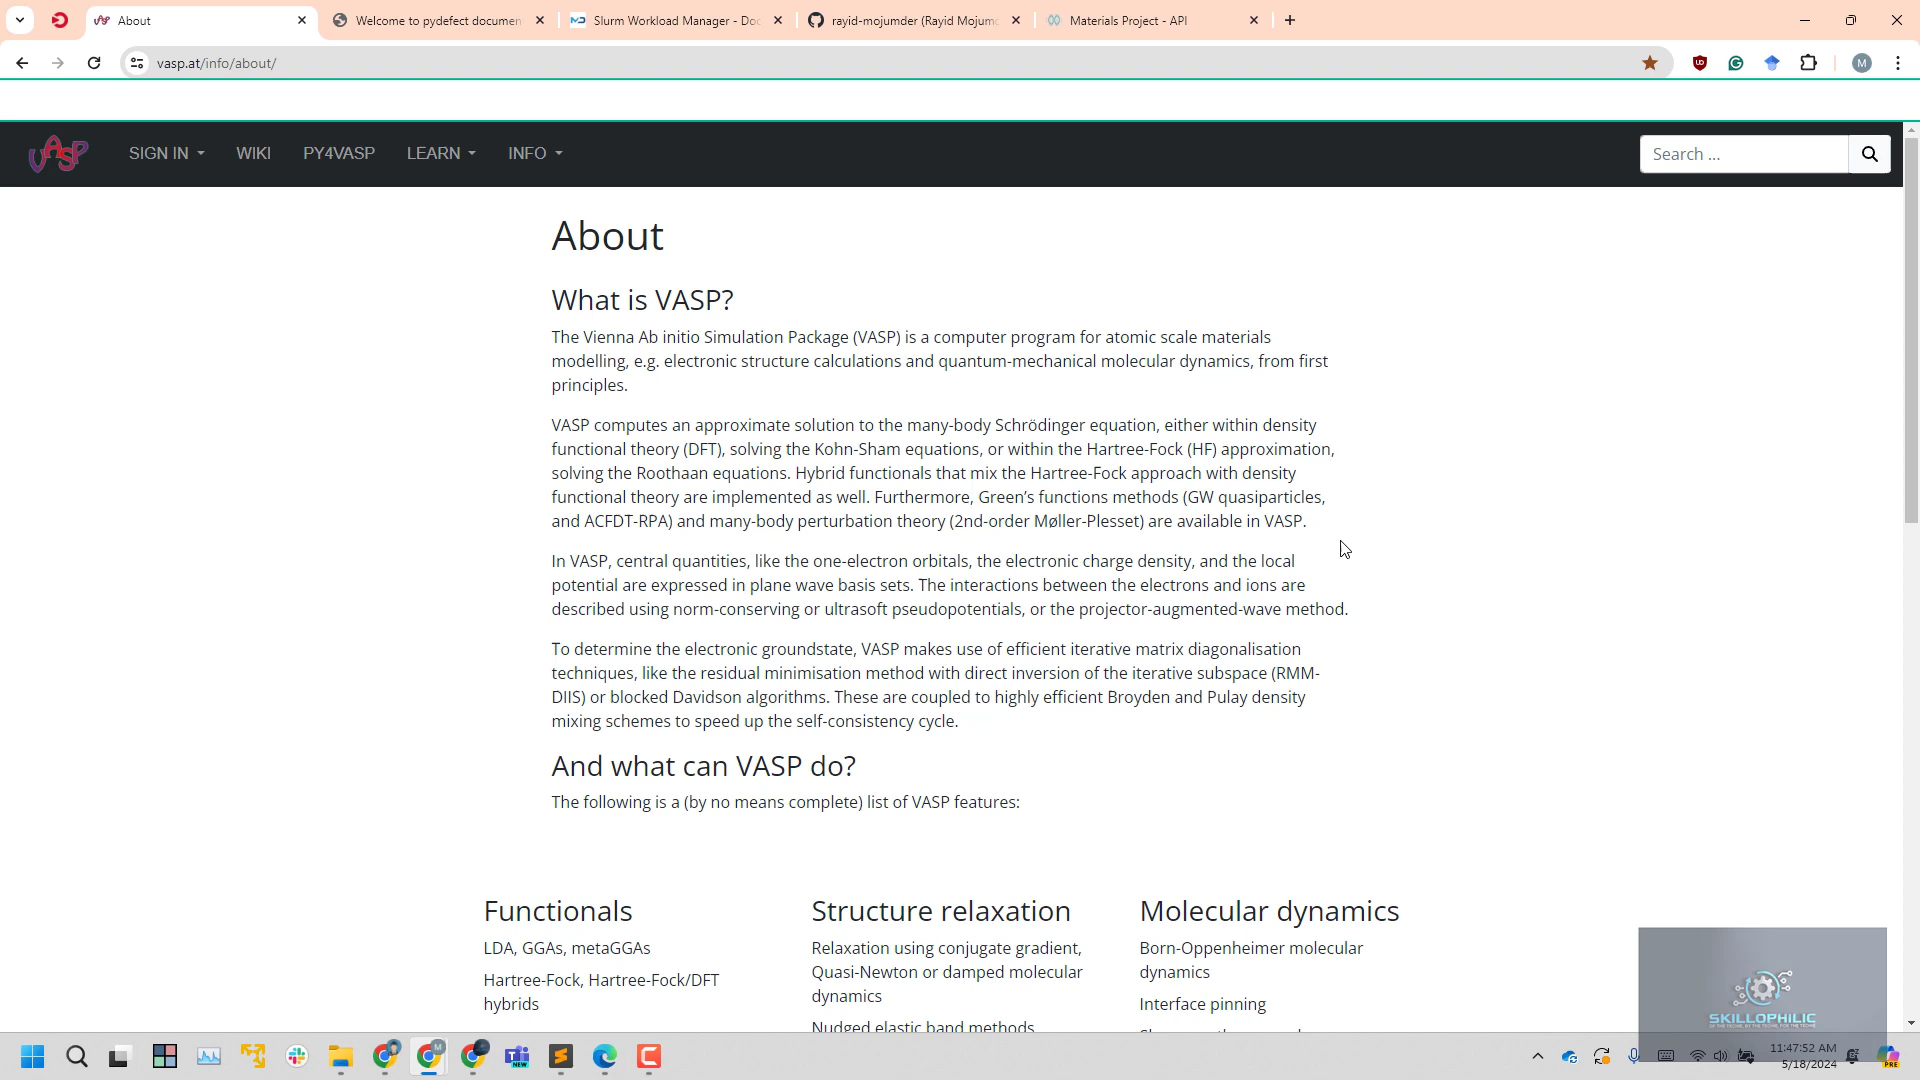 About
Welcome to pydefect documen
Slurm Workload Manager - Doc
rayid-mojumder (Rayid Mojum
Materials Project - API
vasp.at/info/about/
M
VASP
SIGN IN
WIKI
PY4VASP
LEARN
INFO
Search ...
About
What is VASP?
The Vienna Ab initio Simulation Package (VASP) is a computer program for atomic scale materials
modelling, e.g. electronic structure calculations and quantum-mechanical molecular dynamics, from first
principles.
VASP computes an approximate solution to the many-body Schrödinger equation, either within density
functional theory (DFT), solving the Kohn-Sham equations, or within the Hartree-Fock (HF) approximation,
solving the Roothaan equations. Hybrid functionals that mix the Hartree-Fock approach with density
functional theory are implemented as well. Furthermore, Green's functions methods (GW quasiparticles,
and ACFDT-RPA) and many-body perturbation theory (2nd-order Møller-Plesset) are available in VASP.
In VASP, central quantities, like the one-electron orbitals, the electronic charge density, and the local
potential are expressed in plane wave basis sets. The interactions between the electrons and ions are
described using norm-conserving or ultrasoft pseudopotentials, or the projector-augmented-wave method.
To determine the electronic groundstate, VASP makes use of efficient iterative matrix diagonalisation
techniques, like the residual minimisation method with direct inversion of the iterative subspace (RMM-
DIIS) or blocked Davidson algorithms. These are coupled to highly efficient Broyden and Pulay density
mixing schemes to speed up the self-consistency cycle.
And what can VASP do?
The following is a (by no means complete) list of VASP features:
Functionals
LDA, GGAs, metaGGAs
Hartree-Fock, Hartree-Fock/DFT
hybrids
Structure relaxation
Relaxation using conjugate gradient,
Quasi-Newton or damped molecular
dynamics
Nudged elastic band methods
Molecular dynamics
Born-Oppenheimer molecular
dynamics
Interface pinning
SKILLOPHILIC
11:47:52 AM
5/18/2024